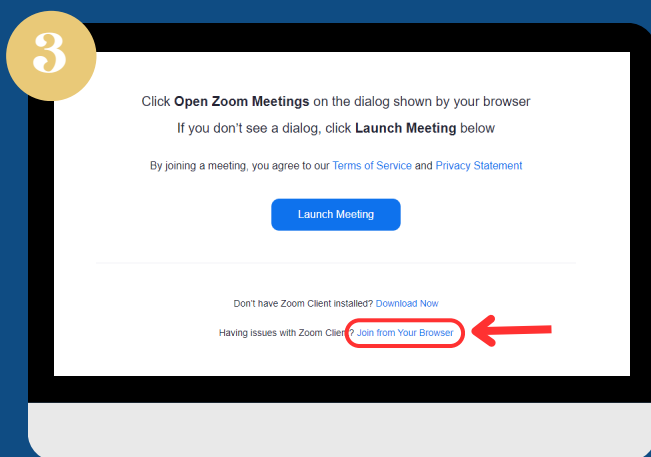 3
Click Open Zoom Meetings on the dialog shown by your browser
If you don't see a dialog, click Launch Meeting below
By joining a meeting, you agree to our Terms of Service and Privacy Statement
Launch Meeting
Don't have Zoom Client installed? Download Now
Having issues with Zoom Client? Join from Your Browser